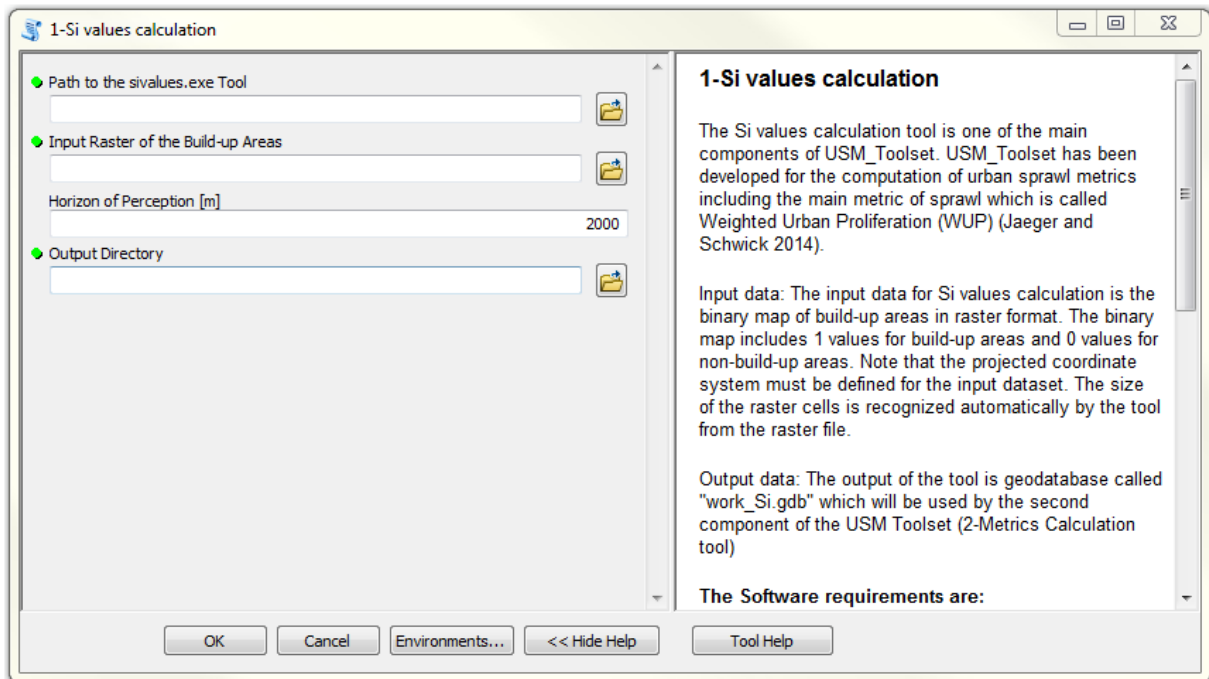 1-Si values calculation
Path to the sivalues.exe Tool
Input Raster of the Build-up Areas
Horizon of Perception [m]
2000
Output Directory
1-Si values calculation
The Si values calculation tool is one of the main
components of USM_Toolset. USM_Toolset has been
developed for the computation of urban sprawl metrics
including the main metric of sprawl which is called
Weighted Urban Proliferation (WUP) (Jaeger and
Schwick 2014).
Input data: The input data for Si values calculation is the
binary map of build-up areas in raster format. The binary
map includes 1 values for build-up areas and 0 values for
non-build-up areas. Note that the projected coordinate
system must be defined for the input dataset. The size
of the raster cells is recognized automatically by the tool
from the raster file.
Output data: The output of the tool is geodatabase called
"work_Si.gdb" which will be used by the second
component of the USM Toolset (2-Metrics Calculation
tool)
The Software requirements are:
OK
Cancel
Environments...
<< Hide Help
Tool Help